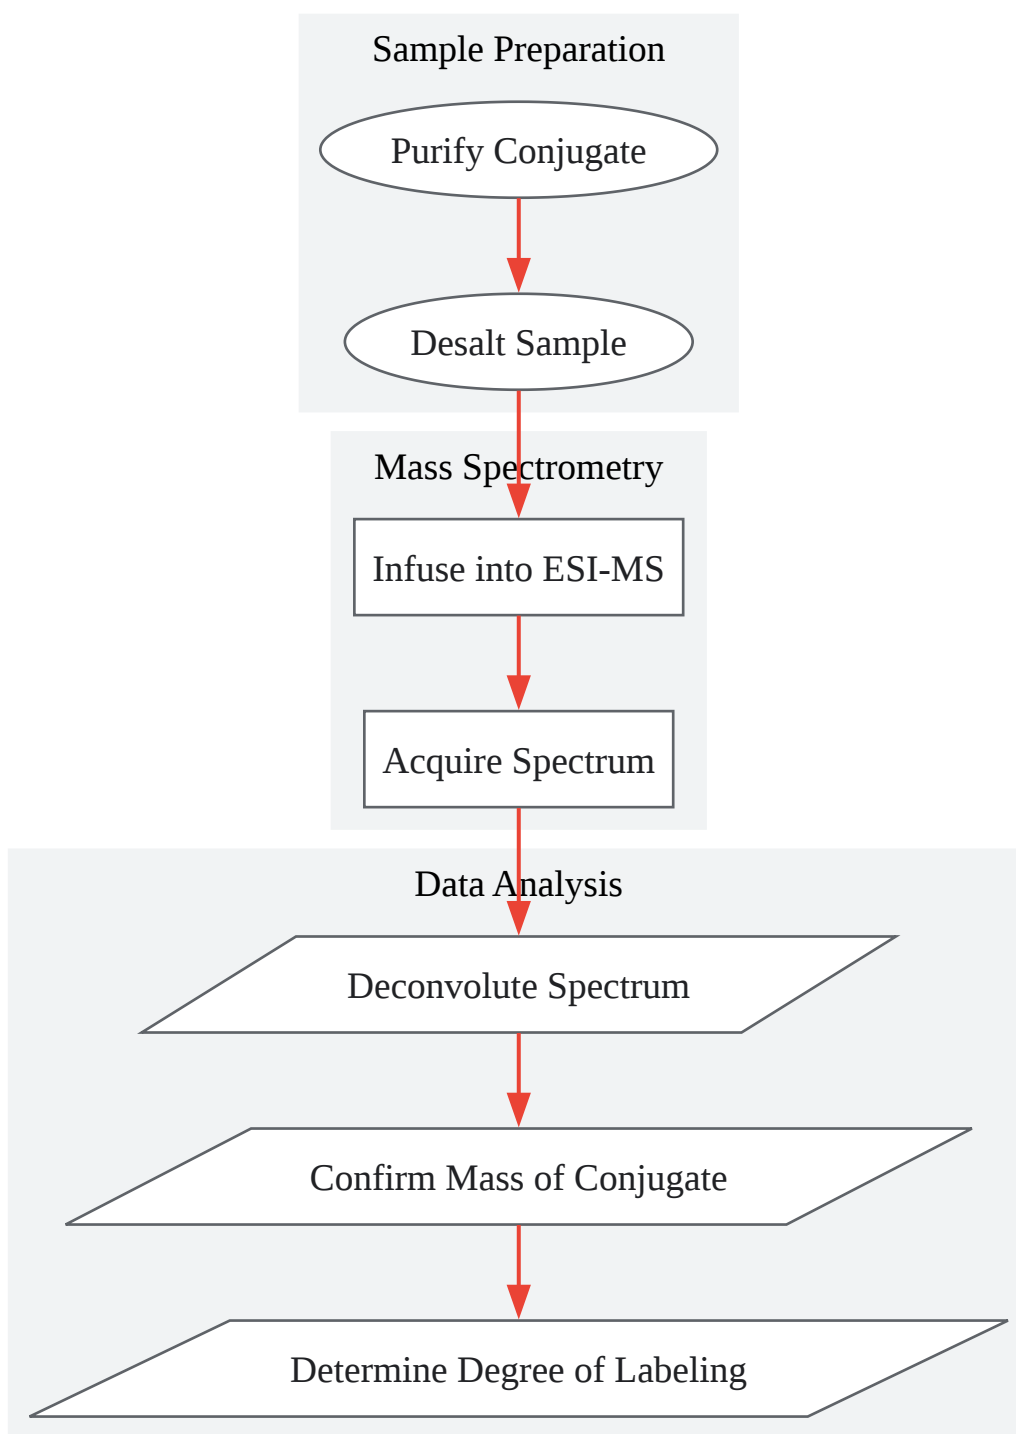 Sample Preparation
Purify Conjugate
Desalt Sample
Mass Spectrometry
Infuse into ESI-MS
Acquire Spectrum
Data Analysis
Deconvolute Spectrum
Confirm Mass of Conjugate
Determine Degree of Labeling